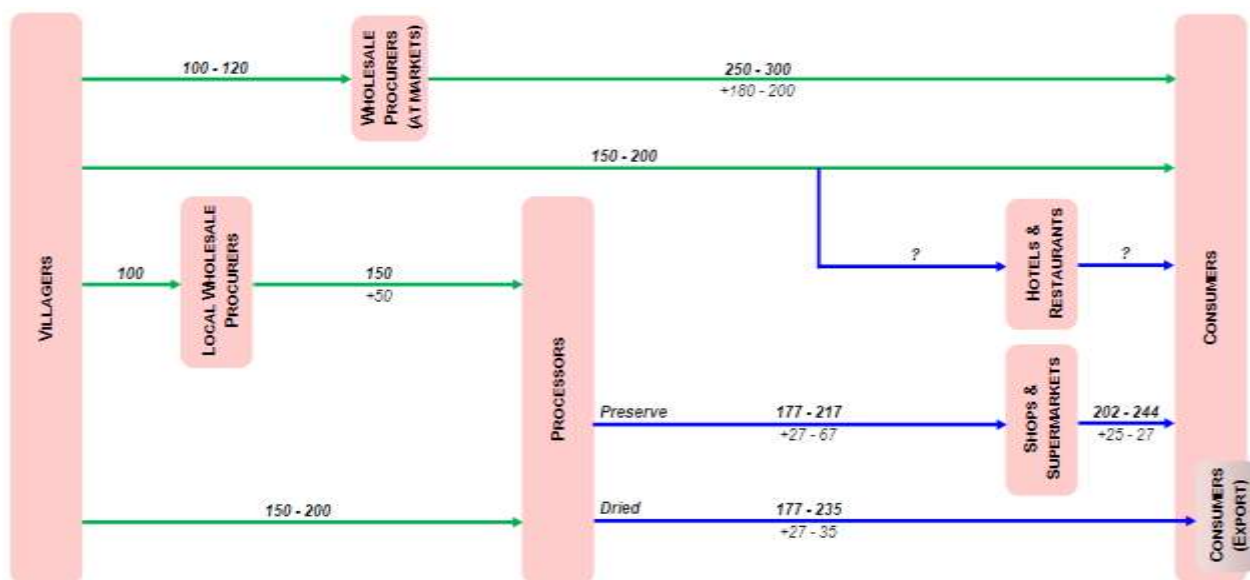 VILLAGERS
100 - 120
WHOLESALE
PROCURERS
(AT MARKETS)
250 - 300
+180 - 200
150 - 200
100
LOCAL WHOLESALE
PROCURERS
150
+50
?
HOTELS &
RESTAURANTS
?
CONSUMERS
PROCESSORS
Preserve
177 - 217
+27 - 67
SHOPS &
SUPERMARKETS
202 - 244
+25 - 27
150 - 200
Dried
177 - 235
+27 - 35
CONSUMERS
(EXPORT)